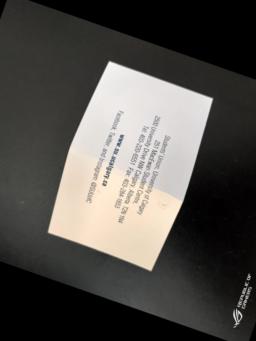 Students' Union, University of Calgary
251 MacEwan Student Centre,
2500 University Drive NW Calgary, Alberta T2N 1N4
Tel: 403-220-6551 Fax: 403-284-1653
www.su.ucalgary.ca
Facebook, Twitter, and Instagram: @SUUofC
REPUBLIC OF
GAMERS